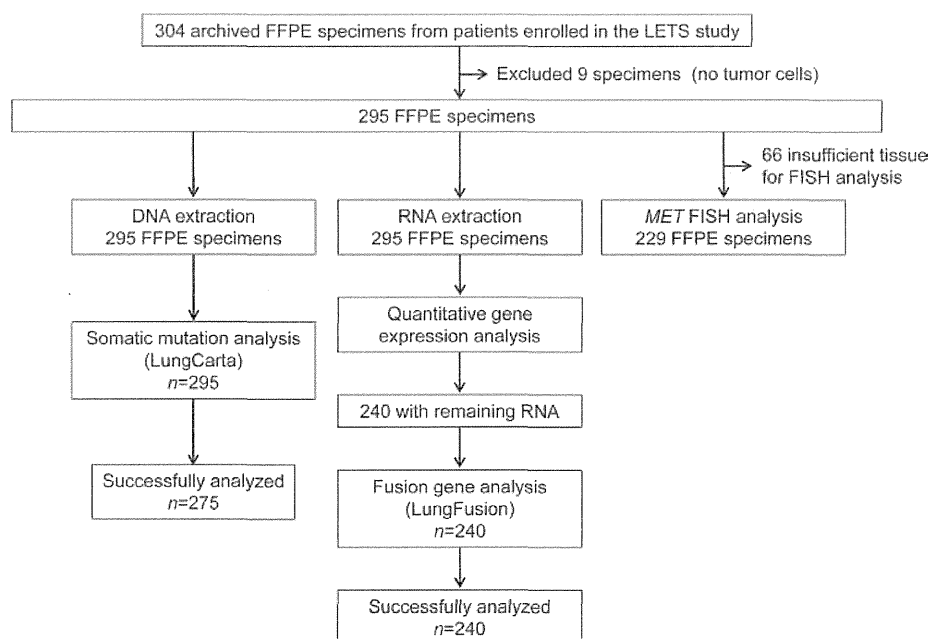 304 archived FFPE specimens from patients enrolled in the LETS study
Excluded 9 specimens (no tumor cells)
295 FFPE specimens
66 insufficient tissue
for FISH analysis
DNA extraction
295 FFPE specimens
RNA extraction
295 FFPE specimens
MET FISH analysis
229 FFPE specimens
Quantitative gene
expression analysis
Somatic mutation analysis
(LungCarta)
n=295
240 with remaining RNA
Successfully analyzed
n=275
Fusion gene analysis
(LungFusion)
n=240
Successfully analyzed
n=240